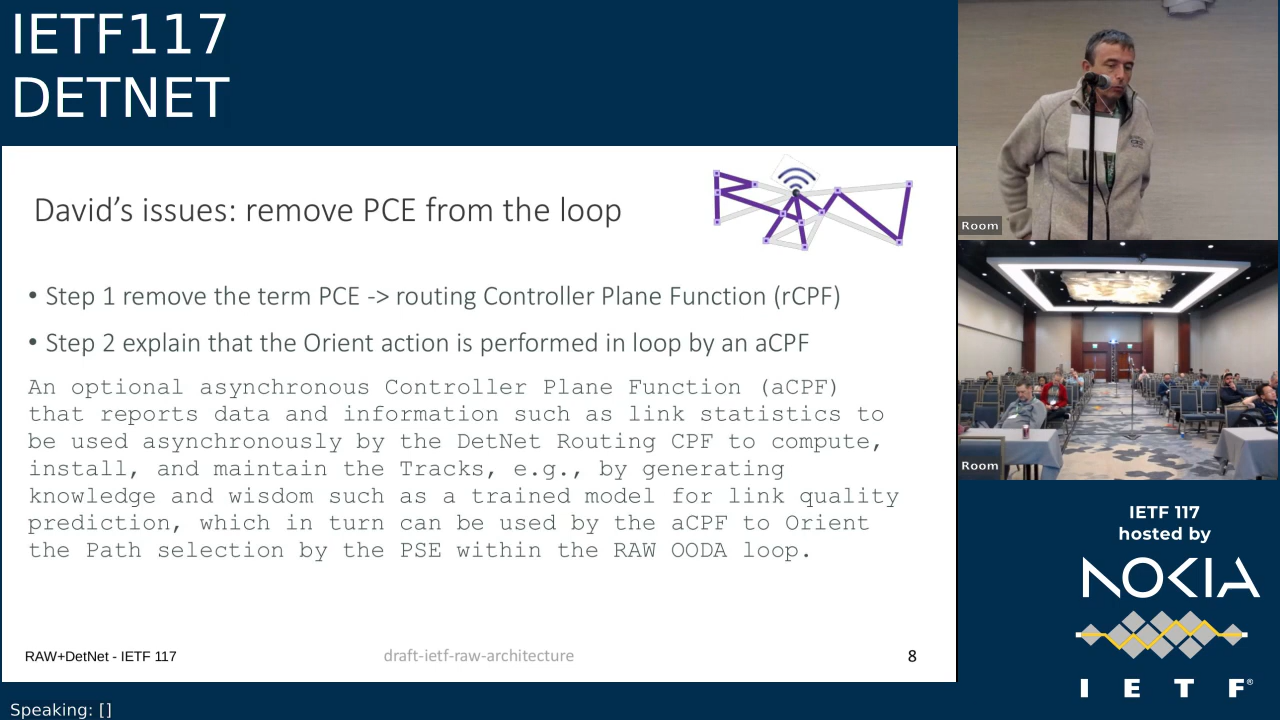 IETF117
DETNET
David’s issues: remove PCE from the loop
• Step 1 remove the term PCE -> routing Controller Plane Function (rCPF)
• Step 2 explain that the Orient action is performed in loop by an aCPF
An optional asynchronous Controller Plane Function (aCPF)
that reports data and information such as link statistics to
be used asynchronously by the DetNet Routing CPF to compute,
install, and maintain the Tracks, e.g., by generating
knowledge and wisdom such as a trained model for link quality
prediction, which in turn can be used by the aCPF to Orient
the Path selection by the PSE within the RAW OODA loop.
RAW+DetNet - IETF 117
draft-ietf-raw-architecture
8
Speaking: []
Room
Room
IETF 117
hosted by
NOKIA
I E T F®